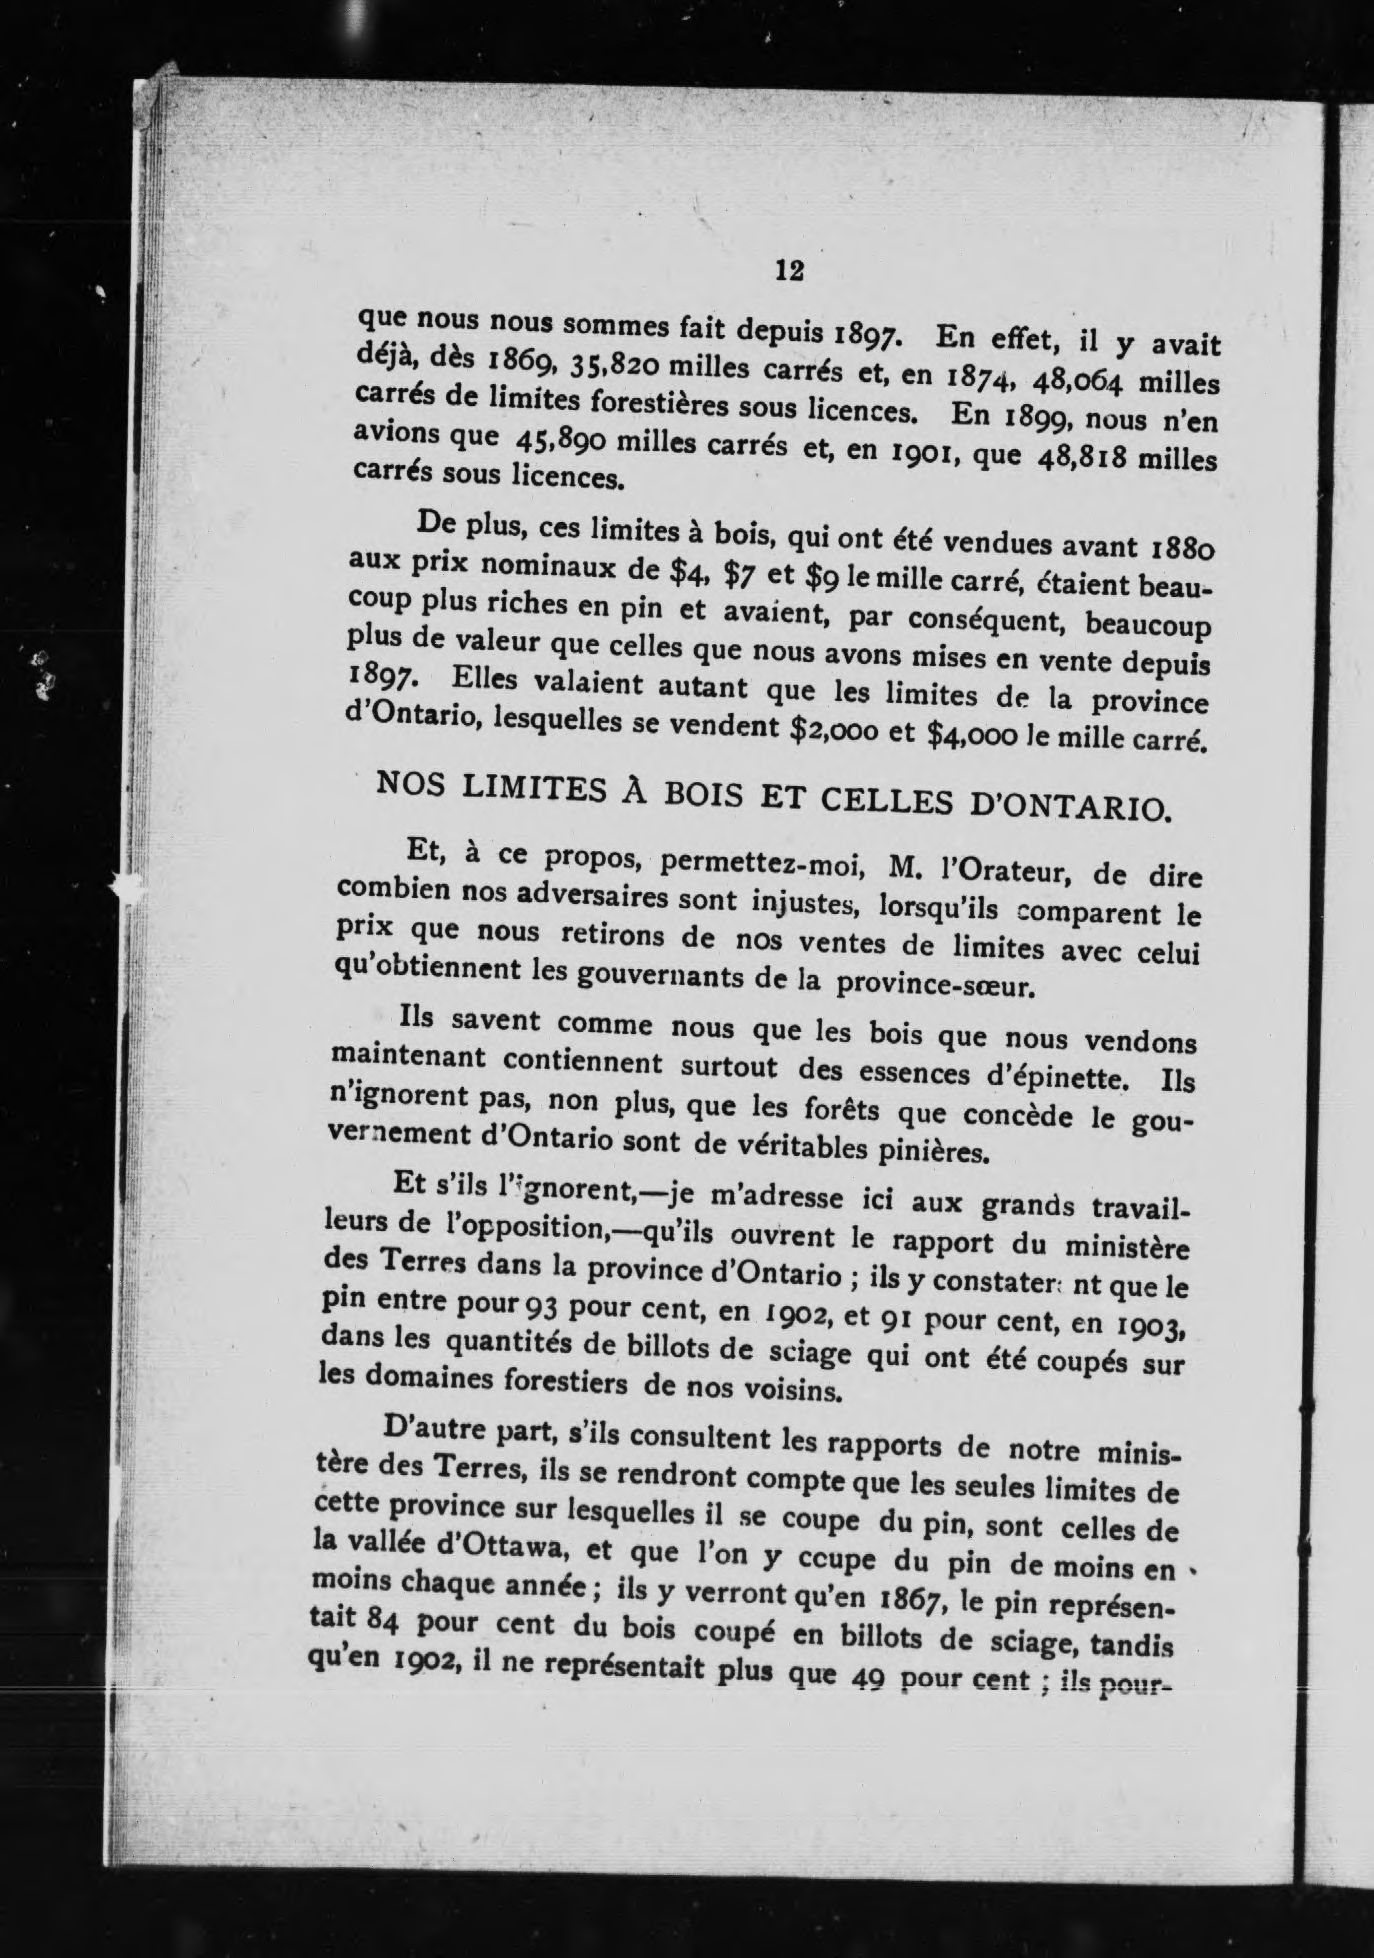 12
que nous nous sommes fait depuis 1897. En effet, il y avait
déjà, dès 1869, 35,820 milles carrés et, en 1874, 48,064 milles
carrés de limites forestières sous licences. En 1899, nous n'en
avions que 45,890 milles carrés et, en 1901, que 48,818 milles
carrés sous licences.
De plus, ces limites à bois, qui ont été vendues avant 1880
aux prix nominaux de $4, $7 et $9 le mille carré, étaient beau-
coup plus riches en pin et avaient, par conséquent, beaucoup
plus de valeur que celles que nous avons mises en vente depuis
1897. Elles valaient autant que les limites de la province
d'Ontario, lesquelles se vendent $2,000 et $4,000 le mille carré.
NOS LIMITES À BOIS ET CELLES D'ONTARIO.
Et, à ce propos, permettez-moi, M. l'Orateur, de dire
combien nos adversaires sont injustes, lorsqu'ils comparent le
prix que nous retirons de nos ventes de limites avec celui
qu'obtiennent les gouvernants de la province-sœur.
Ils savent comme nous que les bois que nous vendons
maintenant contiennent surtout des essences d'épinette. Ils
n'ignorent pas, non plus, que les forêts que concède le gou-
vernement d'Ontario sont de véritables pinières.
Et s'ils l'ignorent,—je m'adresse ici aux grands travail-
leurs de l'opposition,—qu'ils ouvrent le rapport du ministère
des Terres dans la province d'Ontario ; ils y constateront que le
pin entre pour 93 pour cent, en 1902, et 91 pour cent, en 1903,
dans les quantités de billots de sciage qui ont été coupés sur
les domaines forestiers de nos voisins.
D'autre part, s'ils consultent les rapports de notre minis-
tère des Terres, ils se rendront compte que les seules limites de
cette province sur lesquelles il se coupe du pin, sont celles de
la vallée d'Ottawa, et que l'on y coupe du pin de moins en
moins chaque année ; ils y verront qu'en 1867, le pin représen-
tait 84 pour cent du bois coupé en billots de sciage, tandis
qu'en 1902, il ne représentait plus que 49 pour cent ; ils pour-